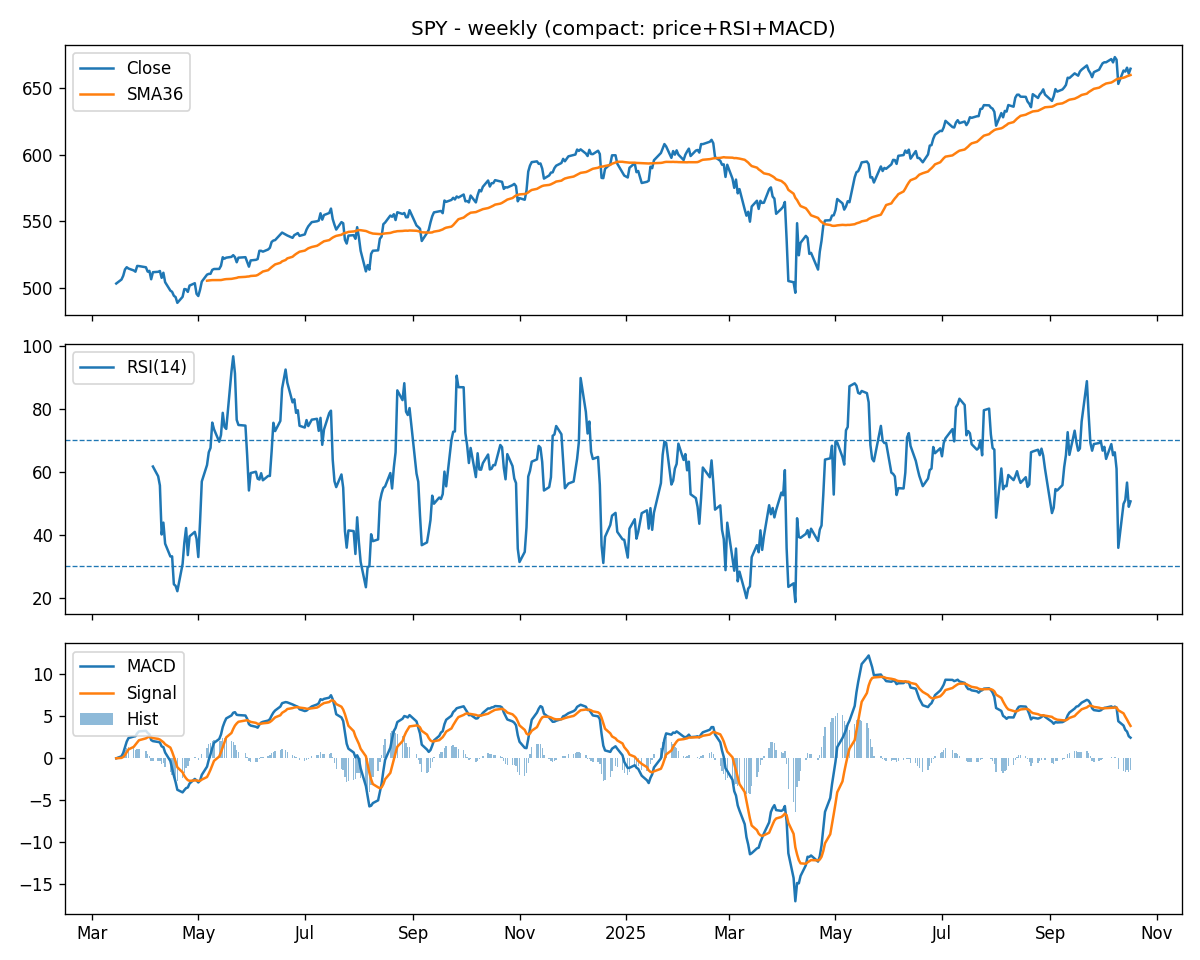 SPY - weekly (compact: price+RSI+MACD)
Close
SMA36
650
600
550
500
RSI(14)
100
80
60
40
20
MACD
Signal
Hist
10
5
0
−5
−10
−15
Mar May Jul Sep Nov 2025 Mar May Jul Sep Nov